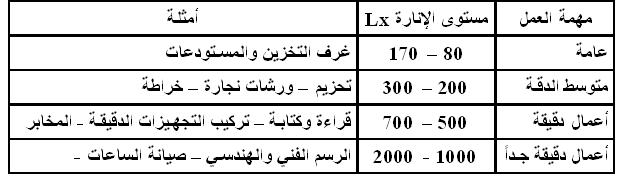 مهمة العمل مستوى الإنارة Lx أمثلة
عامة 80 – 170 غرف التخزين والمستودعات
متوسط الدقة 200 – 300 تحزيم – ورشات نجارة – خراطة
أعمال دقيقة 500 – 700 قراءة وكتابة – تركيب التجهيزات الدقيقة - المخابر
أعمال دقيقة جداً 1000 - 2000 الرسم الفني والهندسي – صيانة الساعات -